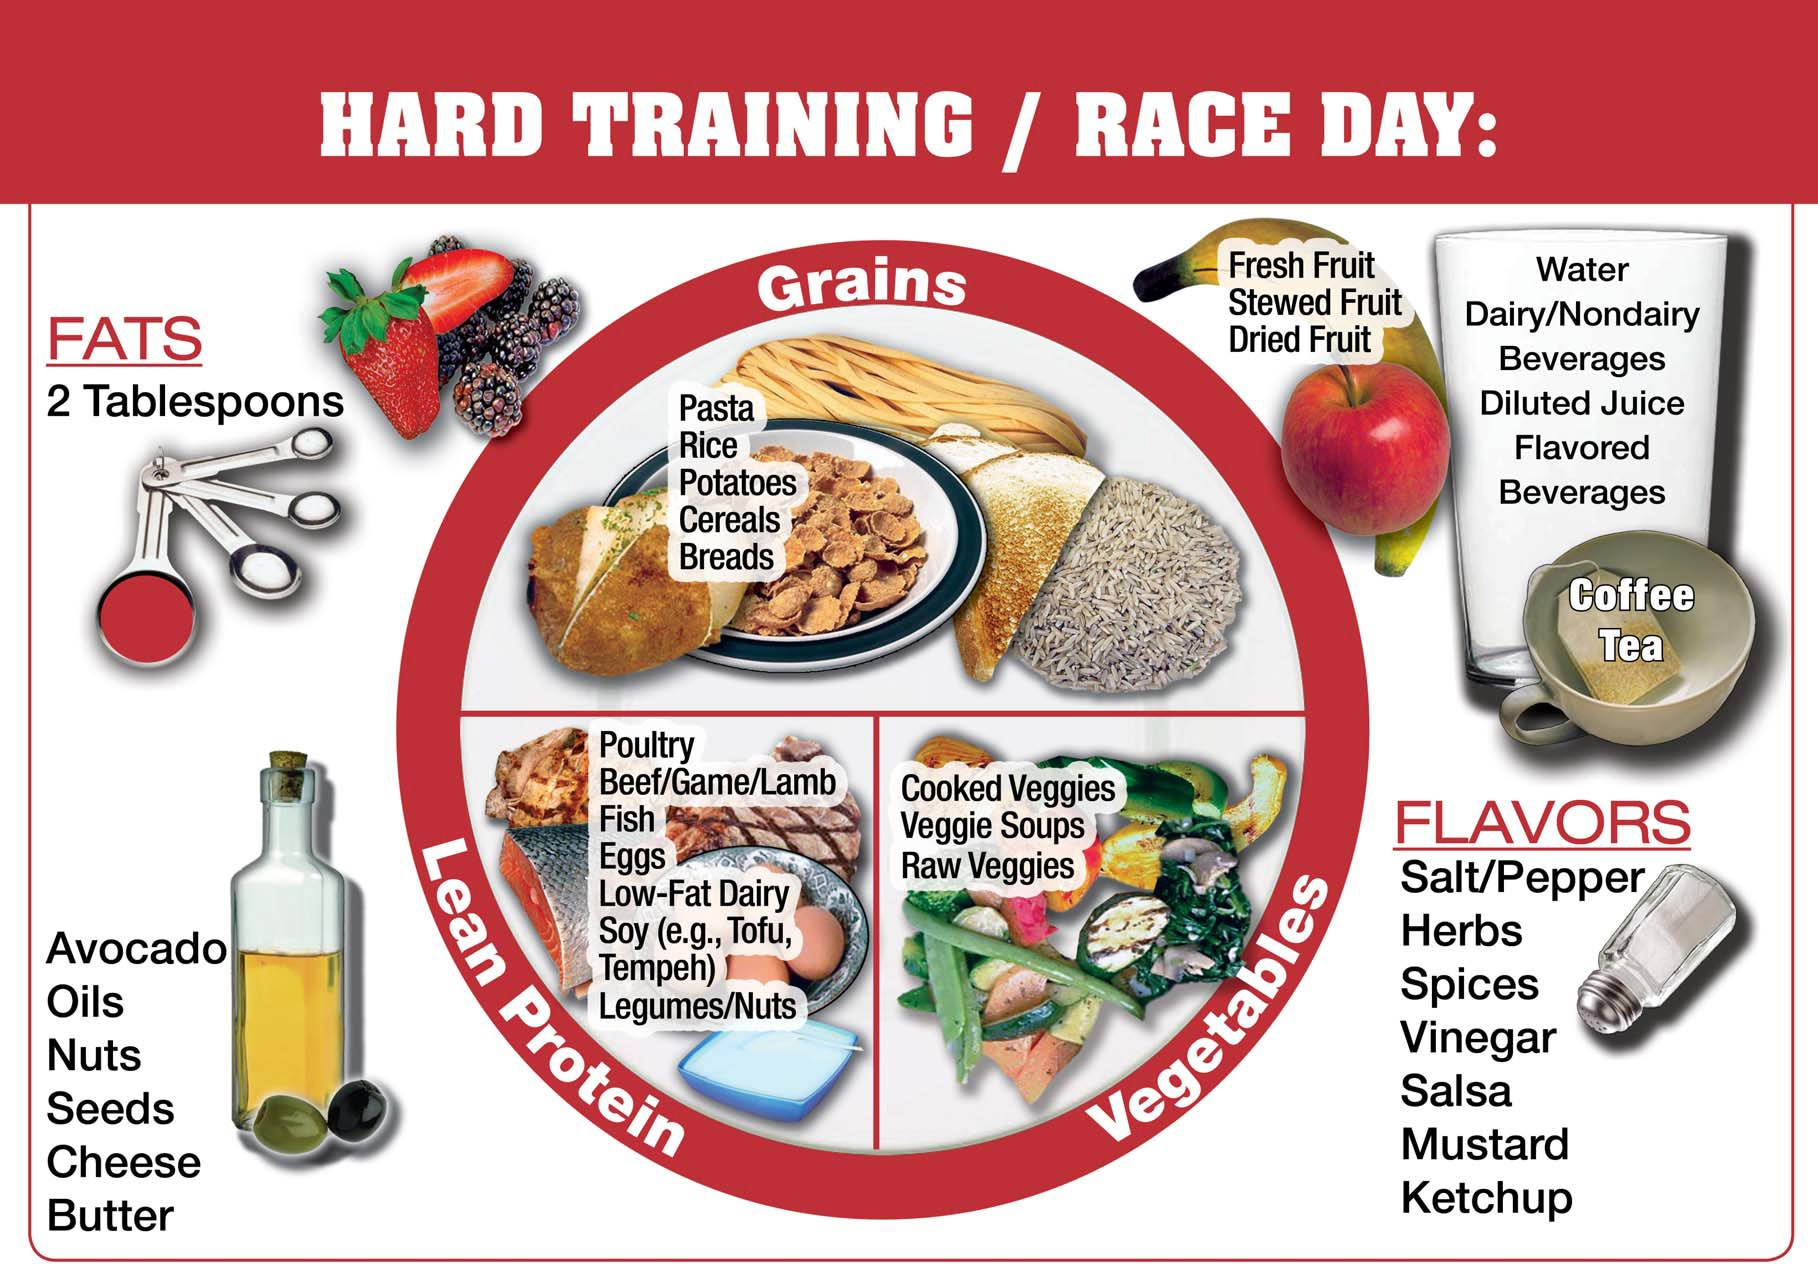 HARD TRAINING / RACE DAY:
FATS
2 Tablespoons
Avocado
Oils
Nuts
Seeds
Cheese
Butter
Grains
Pasta
Rice
Potatoes
Cereals
Breads
Lean Protein
Poultry
Beef/Game/Lamb
Fish
Eggs
Low-Fat Dairy
Soy (e.g., Tofu,
Tempeh)
Legumes/Nuts
Vegetables
Cooked Veggies
Veggie Soups
Raw Veggies
Fresh Fruit
Stewed Fruit
Dried Fruit
Water
Dairy/Nondairy
Beverages
Diluted Juice
Flavored
Beverages
Coffee
Tea
FLAVORS
Salt/Pepper
Herbs
Spices
Vinegar
Salsa
Mustard
Ketchup